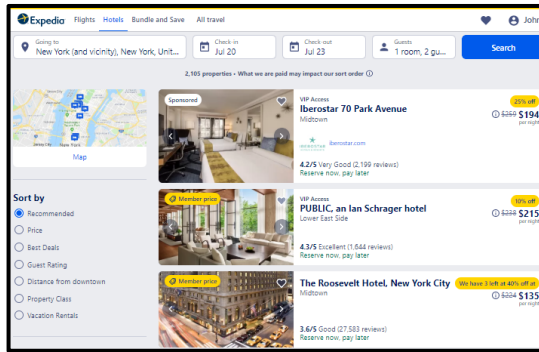 Expedia Flights Hotels Bundle and Save All travel John
Going to
New York (and vicinity), New York, Unit...
Check-in
Jul 20
Check-out
Jul 23
Guests
1 room, 2 gu...
Search
2,105 properties • What we are paid may impact our sort order
Map
Sort by
Recommended
Price
Best Deals
Guest Rating
Distance from downtown
Property Class
Vacation Rentals
Sponsored
VIP Access
Iberostar 70 Park Avenue
Midtown
iberostar.com
4.2/5 Very Good (2,199 reviews)
Reserve now, pay later
25% off
$259 $194
per night
Member price
VIP Access
PUBLIC, an Ian Schrager hotel
Lower East Side
4.3/5 Excellent (1,644 reviews)
Reserve now, pay later
10% off
$238 $215
per night
Member price
The Roosevelt Hotel, New York City
Midtown
3.6/5 Good (27,583 reviews)
Reserve now, pay later
We have 3 left at 40% off at
$224 $135
per night